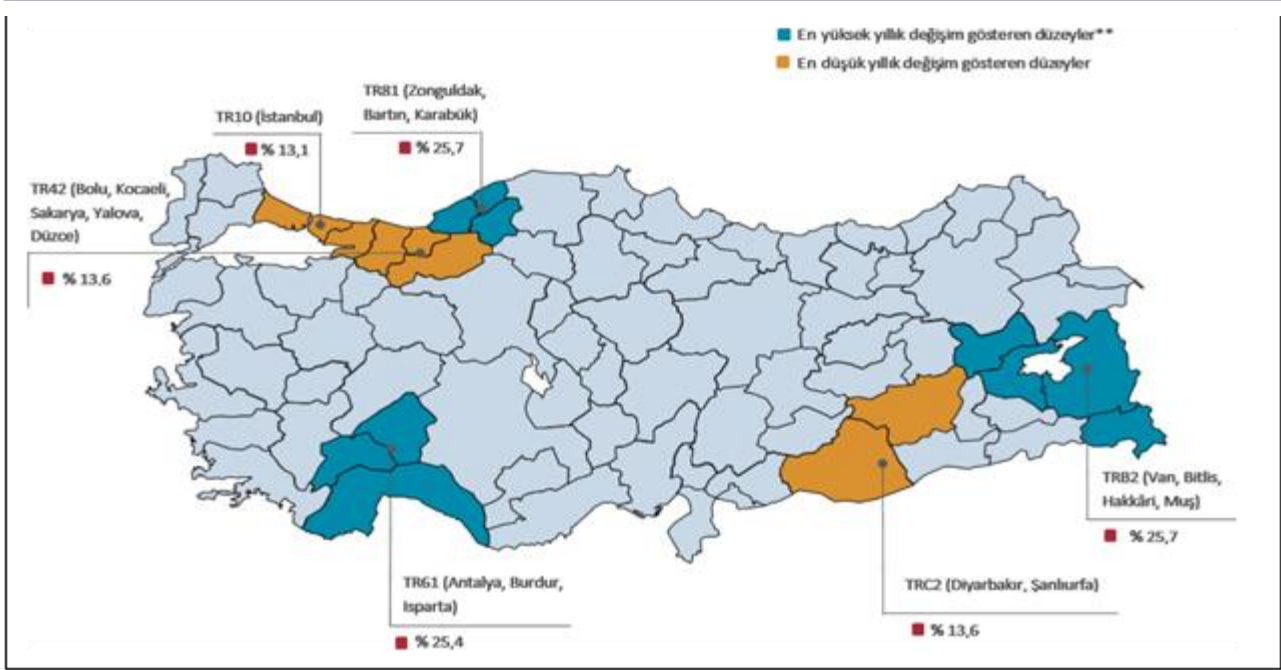 En yüksek yıllık değişim gösteren düzeyler**
En düşük yıllık değişim gösteren düzeyler
TR81 (Zonguldak,
Bartın, Karabük)
% 25,7
TR10 (İstanbul)
% 13,1
TR42 (Bolu, Kocaeli,
Sakarya, Yalova,
Düzce)
% 13,6
TRB2 (Van, Bitlis,
Hakkâri, Muş)
% 25,7
TR61 (Antalya, Burdur,
Isparta)
% 25,4
TRC2 (Diyarbakır, Şanlıurfa)
% 13,6